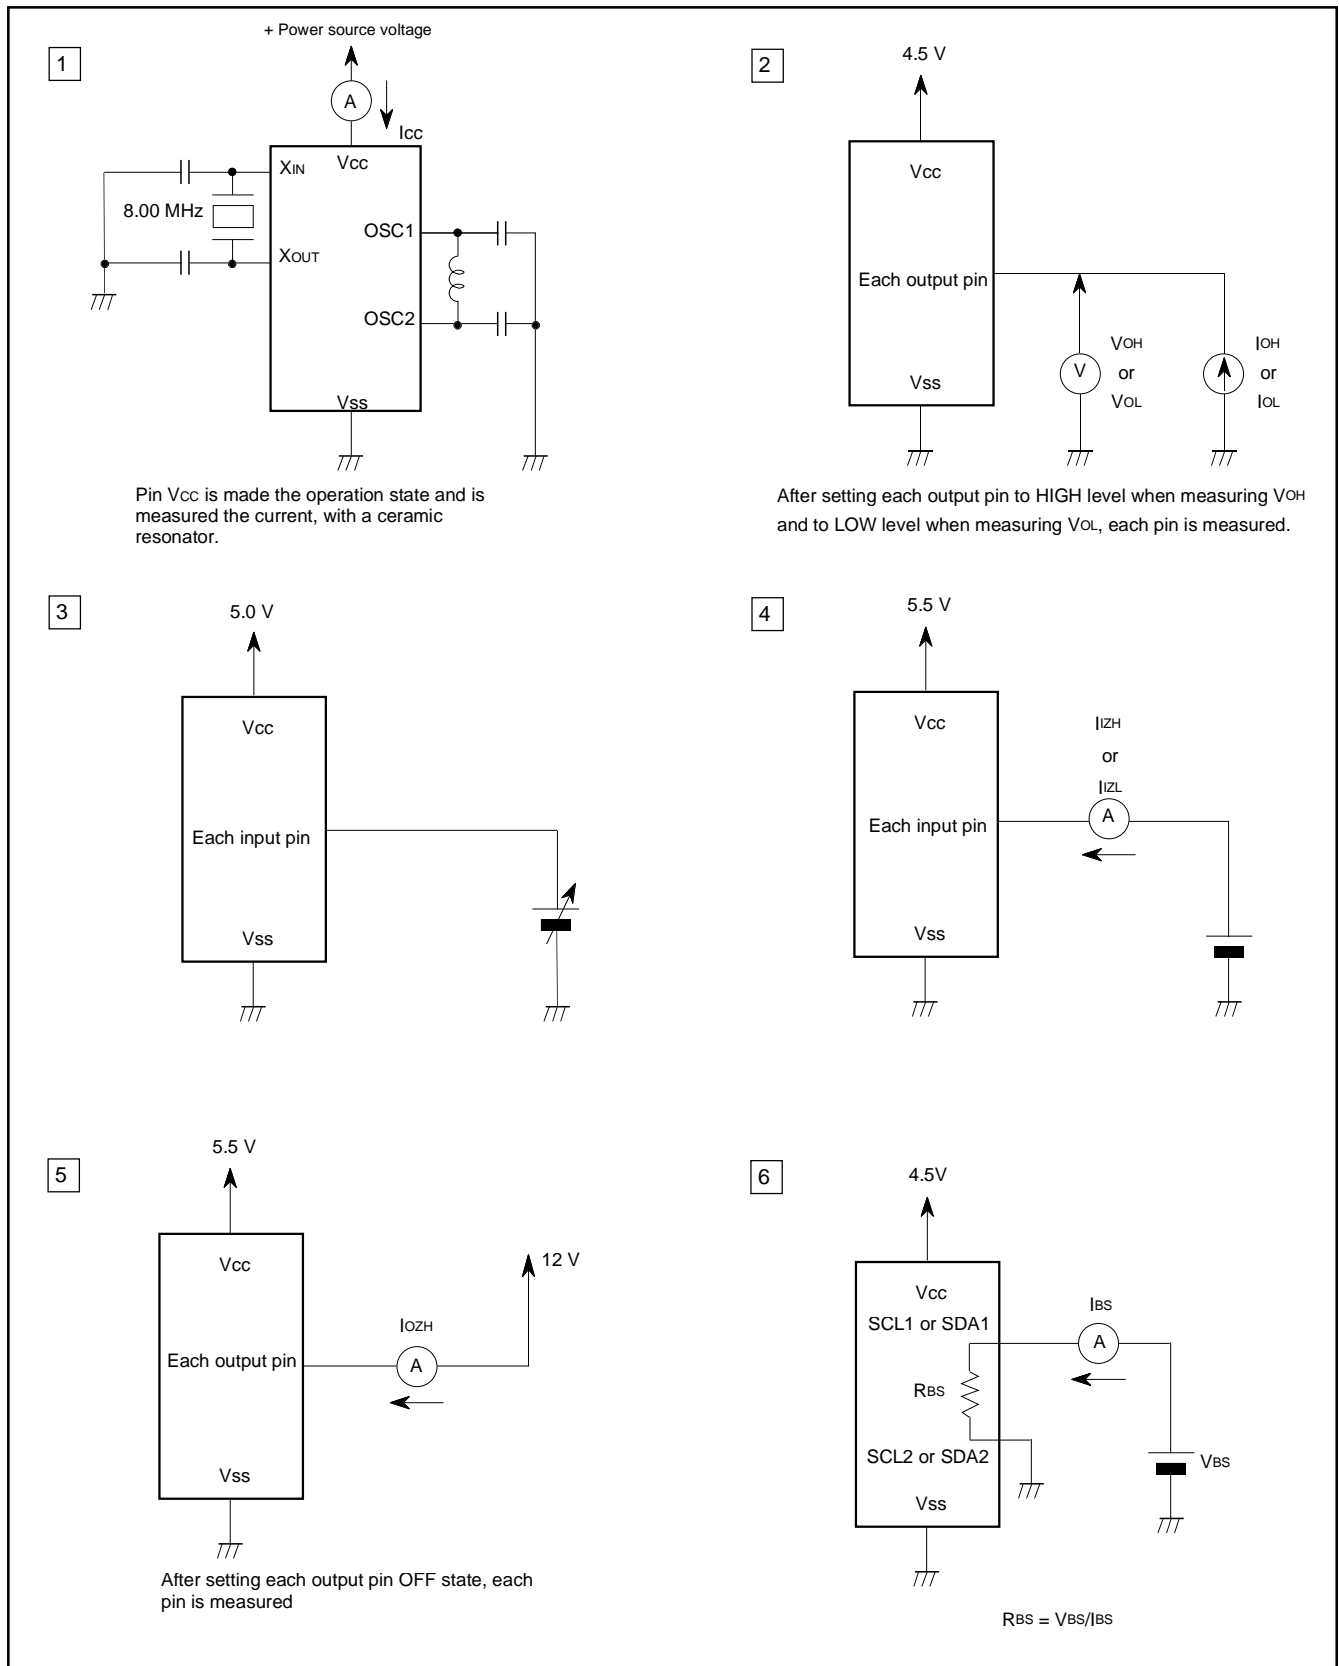 1
+ Power source voltage
A
Icc
Vcc
XIN
8.00 MHz
XOUT
OSC1
OSC2
Vss
Pin VCC is made the operation state and is
measured the current, with a ceramic
resonator.
2
4.5 V
Vcc
Each output pin
Vss
V
VOH
or
VOL
IOH
or
IOL
After setting each output pin to HIGH level when measuring VOH
and to LOW level when measuring VOL, each pin is measured.
3
5.0 V
Vcc
Each input pin
Vss
4
5.5 V
Vcc
Each input pin
Vss
IIZH
or
IIZL
A
5
5.5 V
Vcc
Each output pin
Vss
IOZH
A
12 V
After setting each output pin OFF state, each
pin is measured
6
4.5V
Vcc
SCL1 or SDA1
RBS
SCL2 or SDA2
Vss
IBS
A
VBS
RBS = VBS/IBS